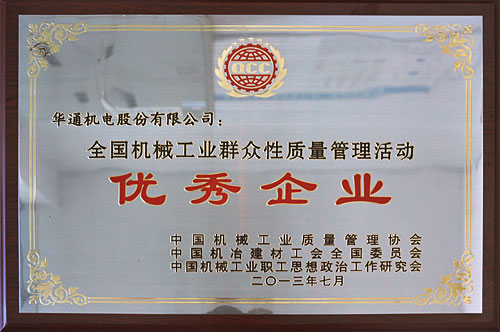 QCC
华通机电股份有限公司：
全国机械工业群众性质量管理活动
优秀企业
中国机械工业质量管理协会
中国机冶建材工会全国委员会
中国机械工业职工思想政治工作研究会
二〇一三年七月